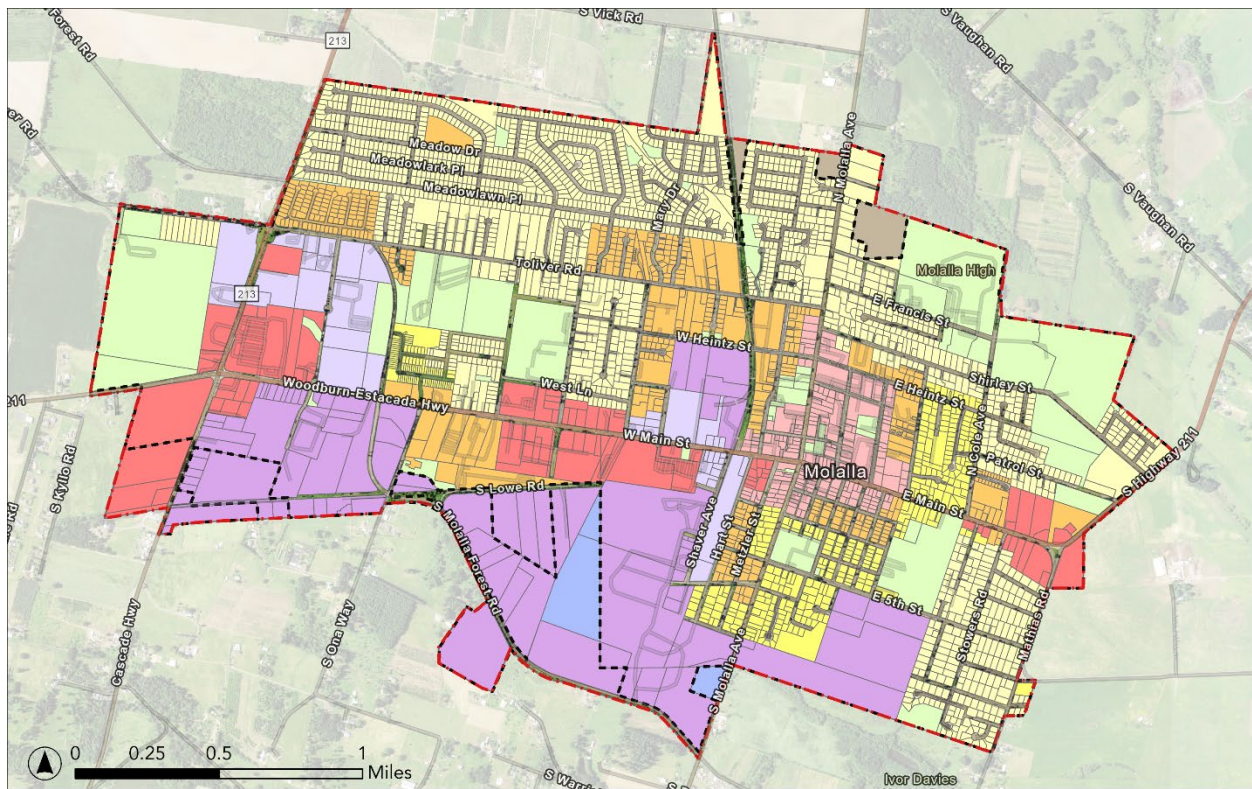 S Vick Rd
Forest Rd
213
S Vaughan Rd
N Molalla Ave
Meadow Dr
Meadowlark Pl
Meadowlawn Pl
Mary Dr
S Vaughan Rd
Toliver Rd
Molalla High
213
E Francis St
W Heintz St
Shirley St
West Ln
E Heintz St
211
Woodburn-Estacada Hwy
N Cole Ave
W Main St
Patrol St
Molalla
S Highway 211
S Kyllo Rd
S Lowe Rd
E Main St
S Molalla Forest Rd
Shaver Ave
Hart St
Metzler St
E 5th St
Cascade Hwy
S Ona Way
Stowers Rd
Mathias Rd
S Molalla Ave
0 0.25 0.5 1
Miles
Ivor Davies